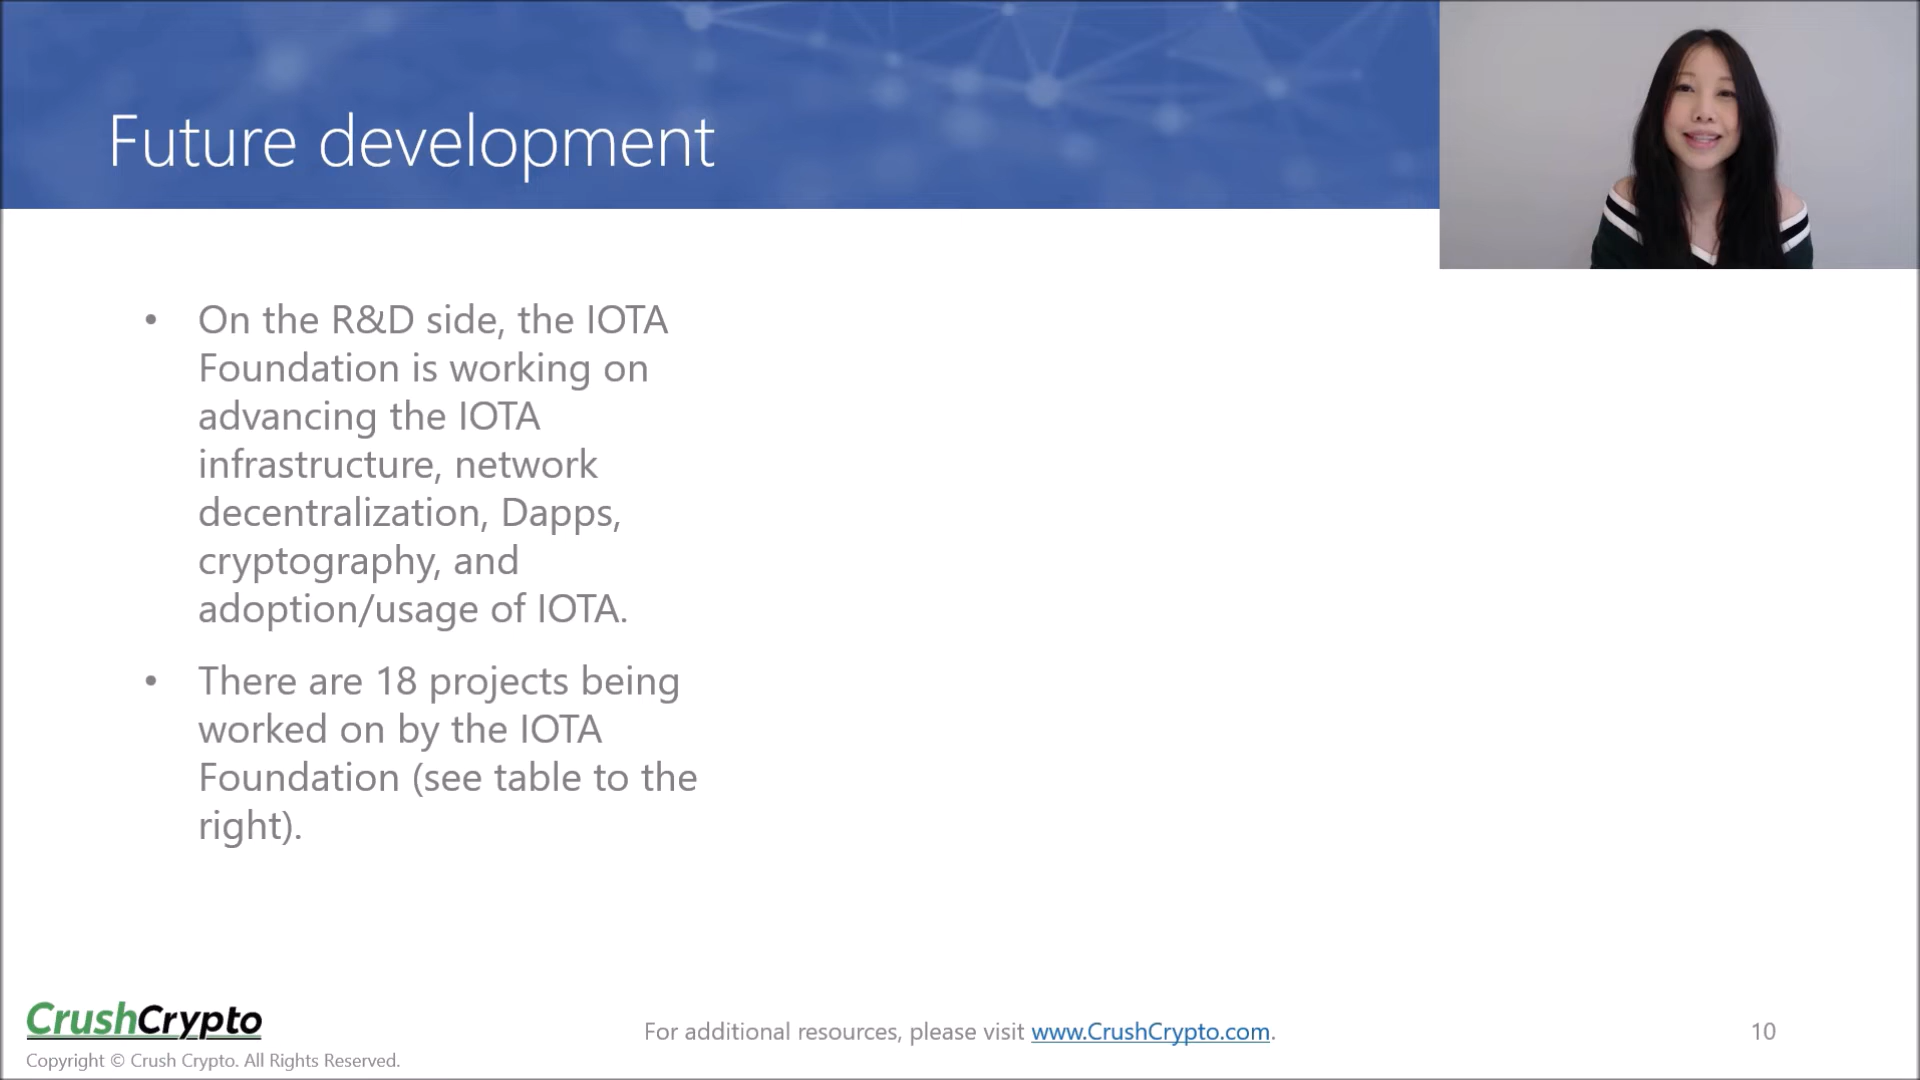 Future development
• On the R&D side, the IOTA
Foundation is working on
advancing the IOTA
infrastructure, network
decentralization, Dapps,
cryptography, and
adoption/usage of IOTA.
• There are 18 projects being
worked on by the IOTA
Foundation (see table to the
right).
CrushCrypto
Copyright © Crush Crypto. All Rights Reserved.
For additional resources, please visit www.CrushCrypto.com.
10